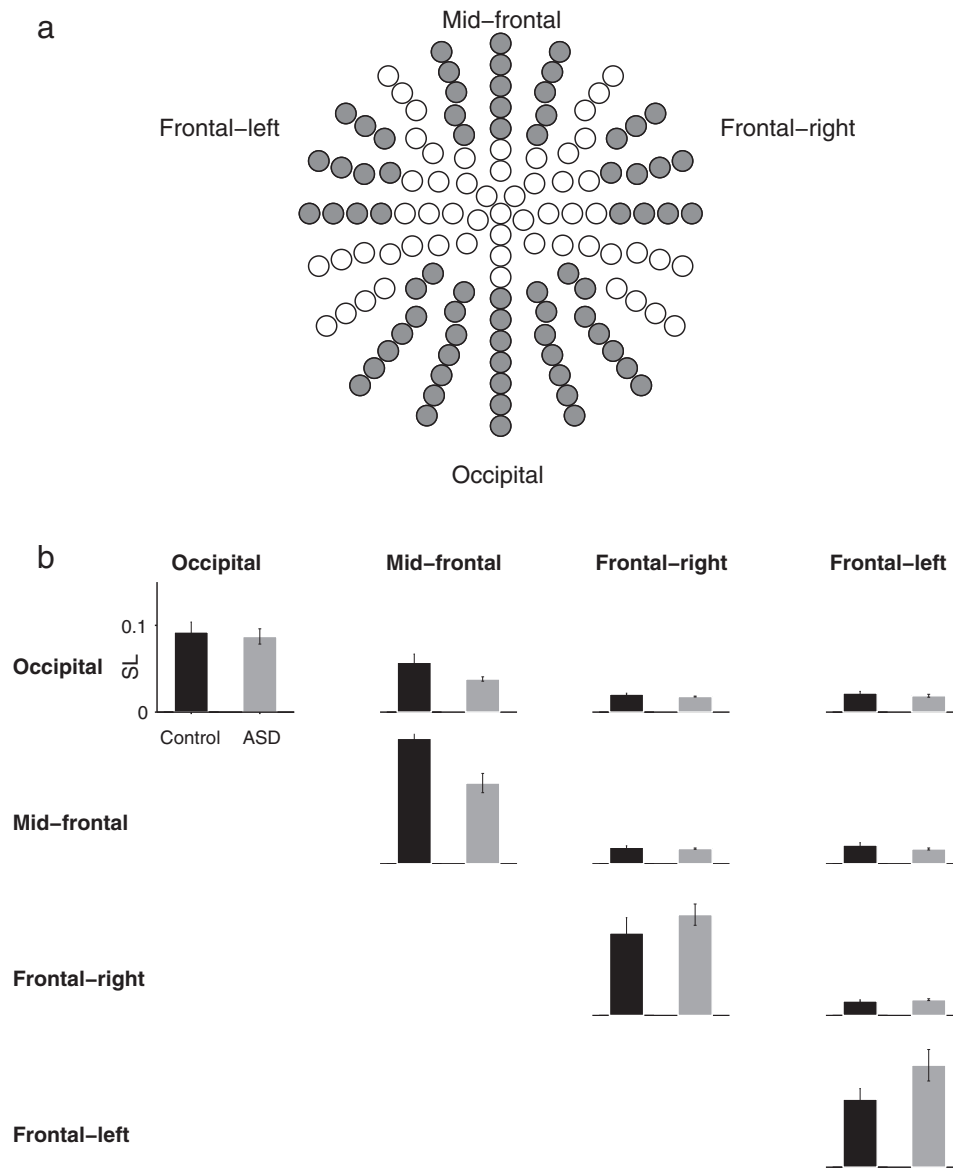 a
Mid−frontal
Frontal−left
Frontal−right
Occipital
b
Occipital
Mid−frontal
Frontal−right
Frontal−left
Occipital
SL
0.1
0
Control
ASD
Mid−frontal
Frontal−right
Frontal−left